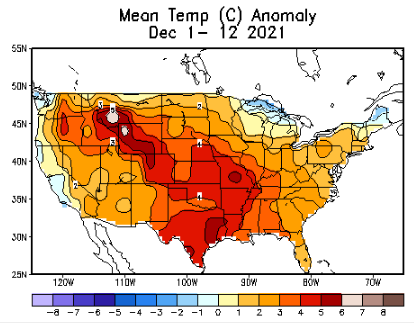 Mean Temp (C) Anomaly
Dec 1– 12 2021
55N
50N
45N
40N
35N
30N
25N
120W 110W 100W 90W 80W 70W
-8 -7 -6 -5 -4 -3 -2 -1 0 1 2 3 4 5 6 7 8